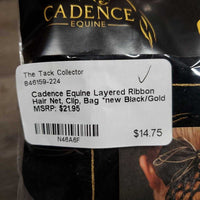 CADENCE
EQUINE
The Tack Collector
846159-224
Cadence Equine Layered Ribbon
Hair Net, Clip, Bag *new Black/Gold
MSRP: $21.95
$14.75
N46A6F